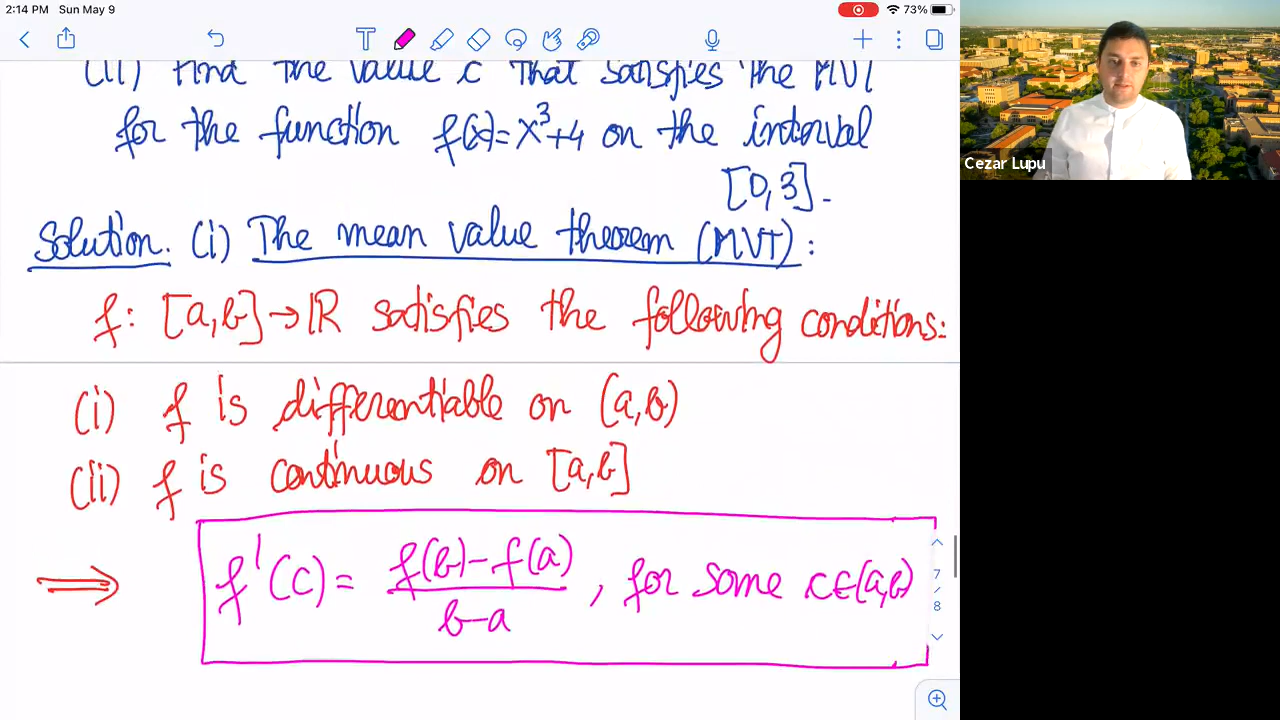 2:14 PM Sun May 9
73%
(ii) Find the value c that satisfies the MVT
for the function f(x)=x³+4 on the interval
[0,3].
Solution. (i) The mean value theorem (MVT):
f: [a,b]→ℝ satisfies the following conditions:
(i) f is differentiable on (a,b)
(ii) f is continuous on [a,b]
⟹ f'(c) = (f(b)-f(a))/(b-a), for some c∈(a,b)
7/8
Cezar Lupu